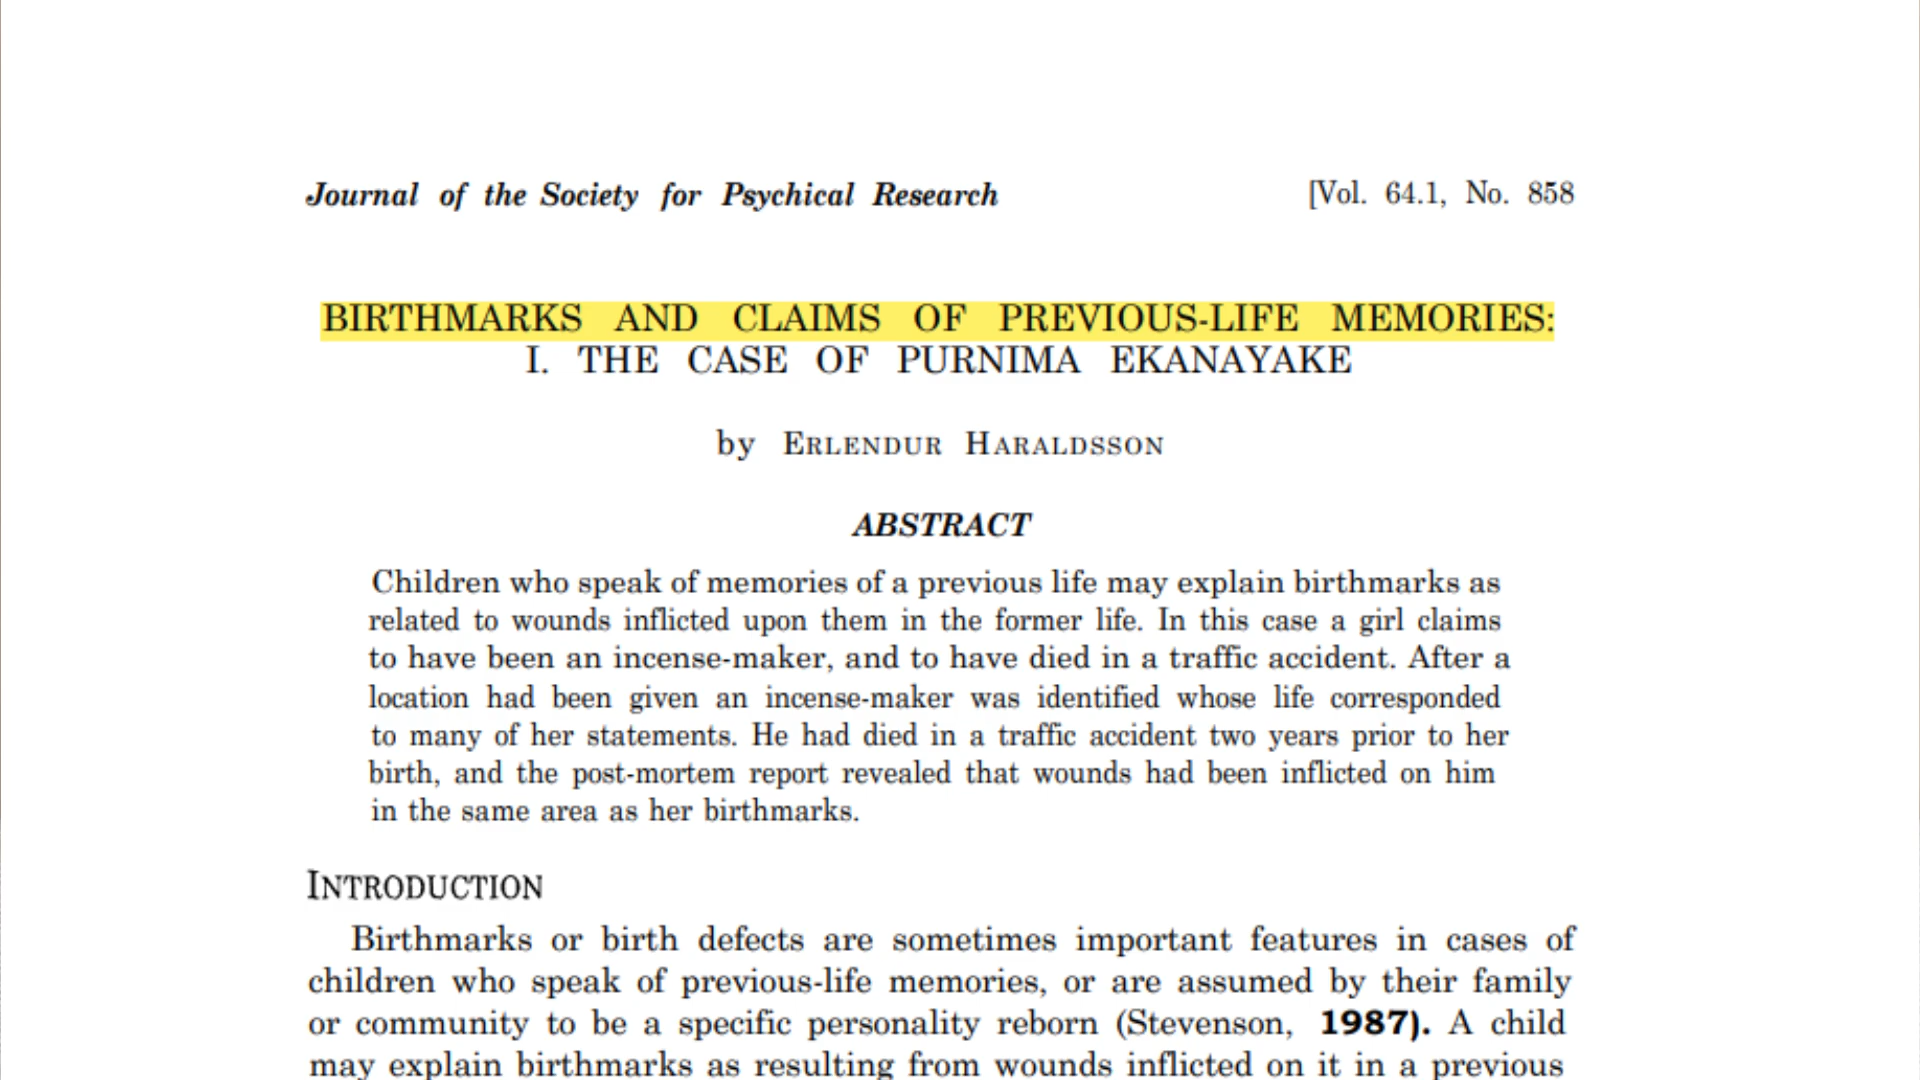 Journal of the Society for Psychical Research [Vol. 64.1, No. 858
BIRTHMARKS AND CLAIMS OF PREVIOUS-LIFE MEMORIES:
I. THE CASE OF PURNIMA EKANAYAKE
by ERLENDUR HARALDSSON
ABSTRACT
Children who speak of memories of a previous life may explain birthmarks as
related to wounds inflicted upon them in the former life. In this case a girl claims
to have been an incense-maker, and to have died in a traffic accident. After a
location had been given an incense-maker was identified whose life corresponded
to many of her statements. He had died in a traffic accident two years prior to her
birth, and the post-mortem report revealed that wounds had been inflicted on him
in the same area as her birthmarks.
INTRODUCTION
Birthmarks or birth defects are sometimes important features in cases of
children who speak of previous-life memories, or are assumed by their family
or community to be a specific personality reborn (Stevenson, 1987). A child
may explain birthmarks as resulting from wounds inflicted on it in a previous